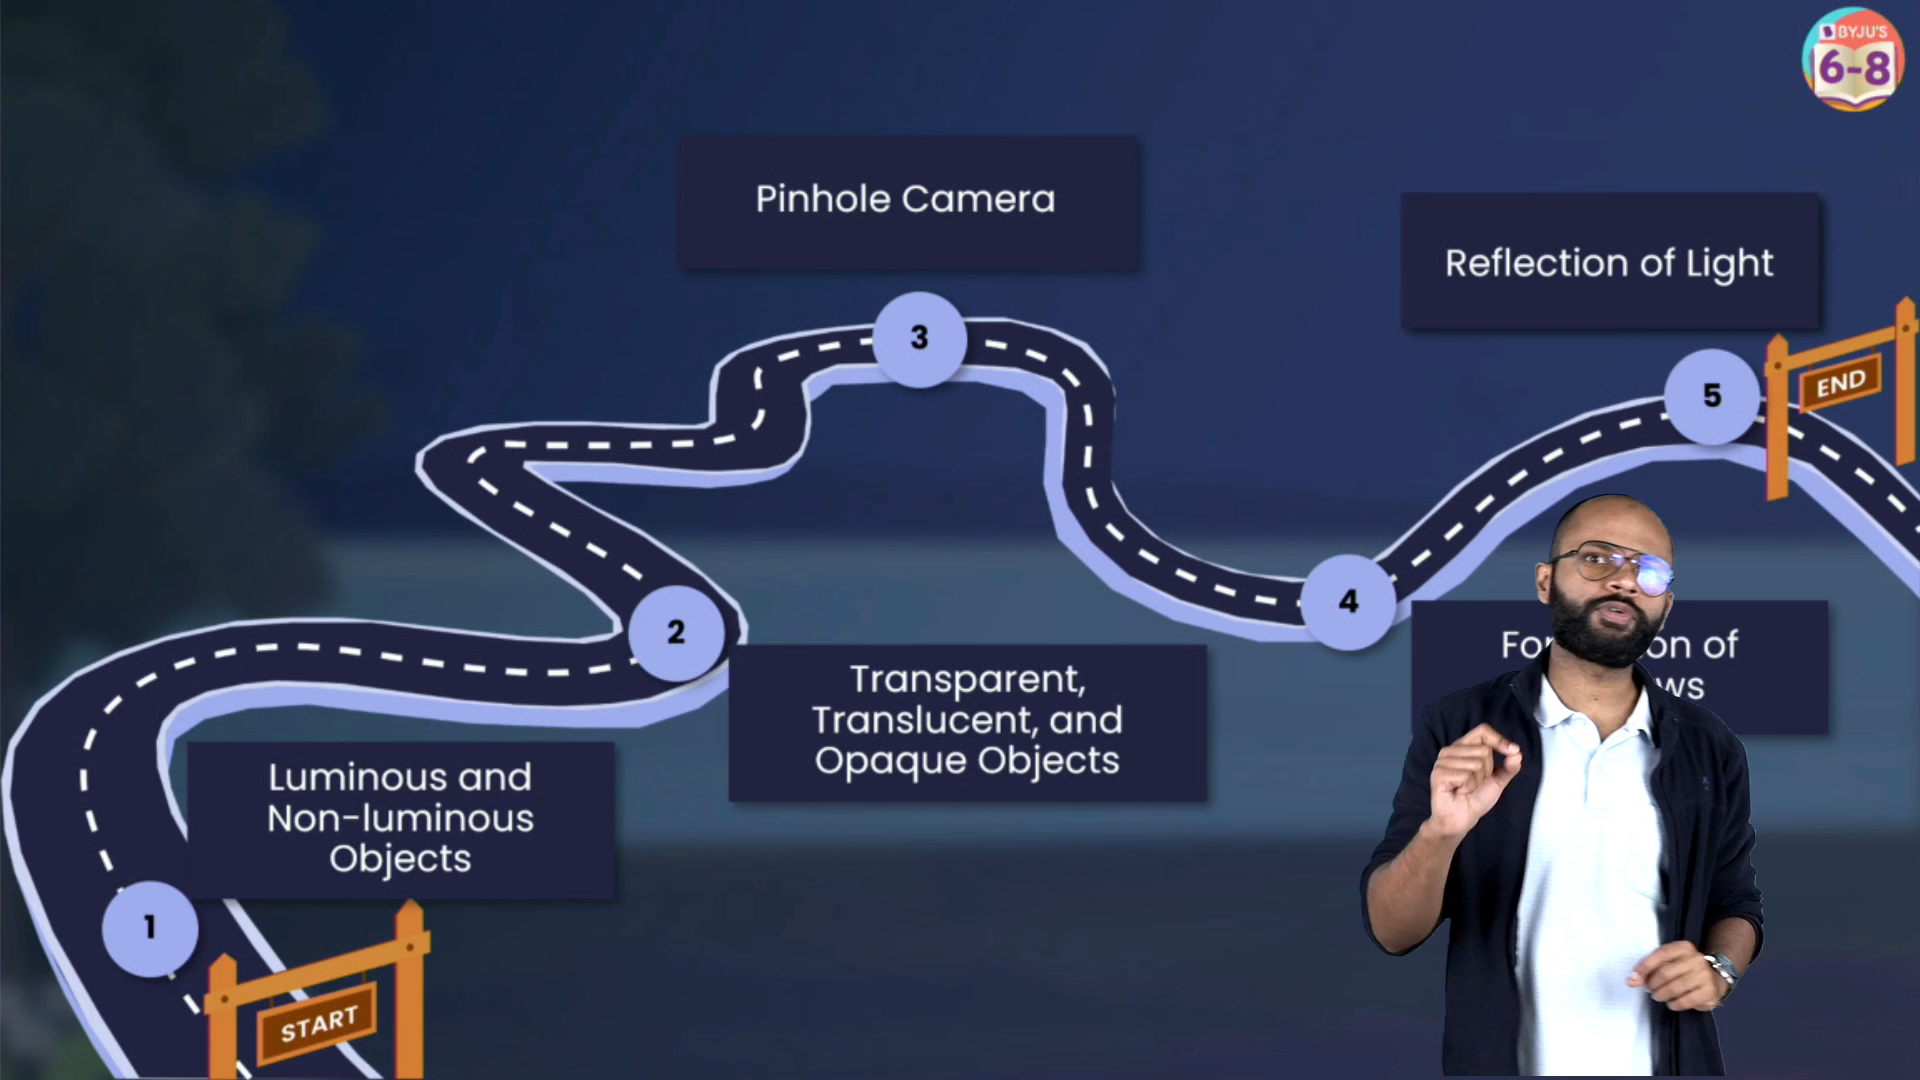 BYJU'S
6-8
Pinhole Camera
Reflection of Light
3
5
END
2
4
of
Transparent,
Translucent, and
Opaque Objects
Luminous and
Non-luminous
Objects
1
START